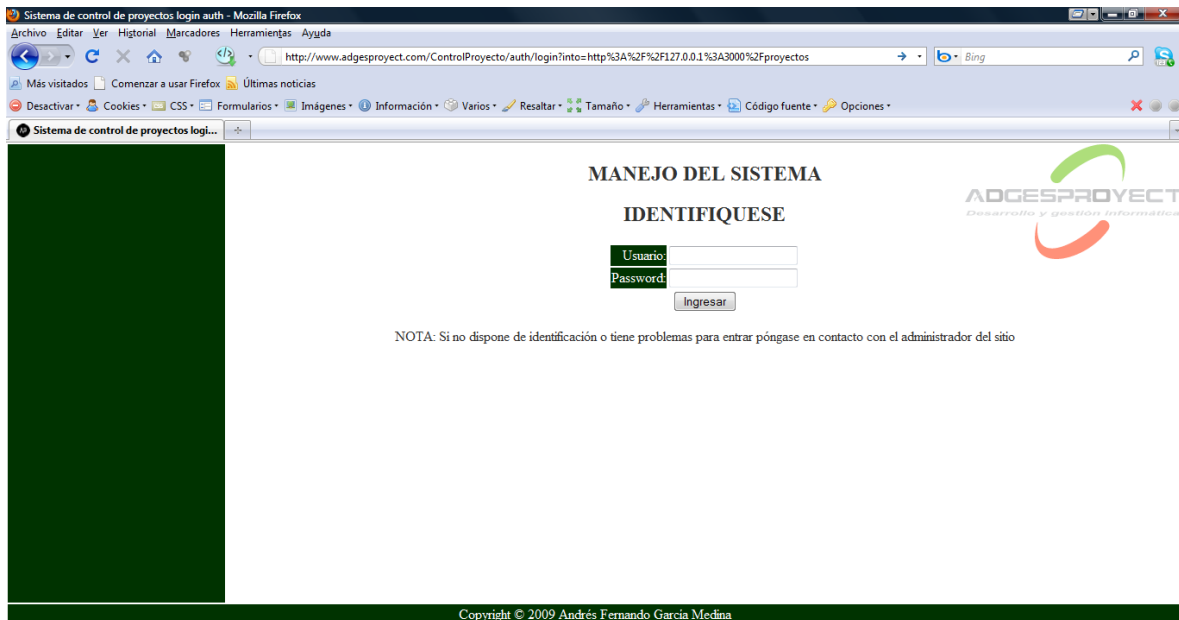 Sistema de control de proyectos login auth - Mozilla Firefox
Archivo Editar Ver Historial Marcadores Herramientas Ayuda
http://www.adgesproyect.com/ControlProyecto/auth/login?into=http%3A%2F%2F127.0.0.1%3A3000%2Fproyectos
Bing
Más visitados Comenzar a usar Firefox Últimas noticias
Desactivar Cookies CSS Formularios Imágenes Información Varios Resaltar Tamaño Herramientas Código fuente Opciones
Sistema de control de proyectos logi...
MANEJO DEL SISTEMA
ADGESPROYECT
Desarrollo y gestión informática
IDENTIFIQUESE
Usuario:
Password:
Ingresar
NOTA: Si no dispone de identificación o tiene problemas para entrar póngase en contacto con el administrador del sitio
Copyright © 2009 Andrés Fernando García Medina